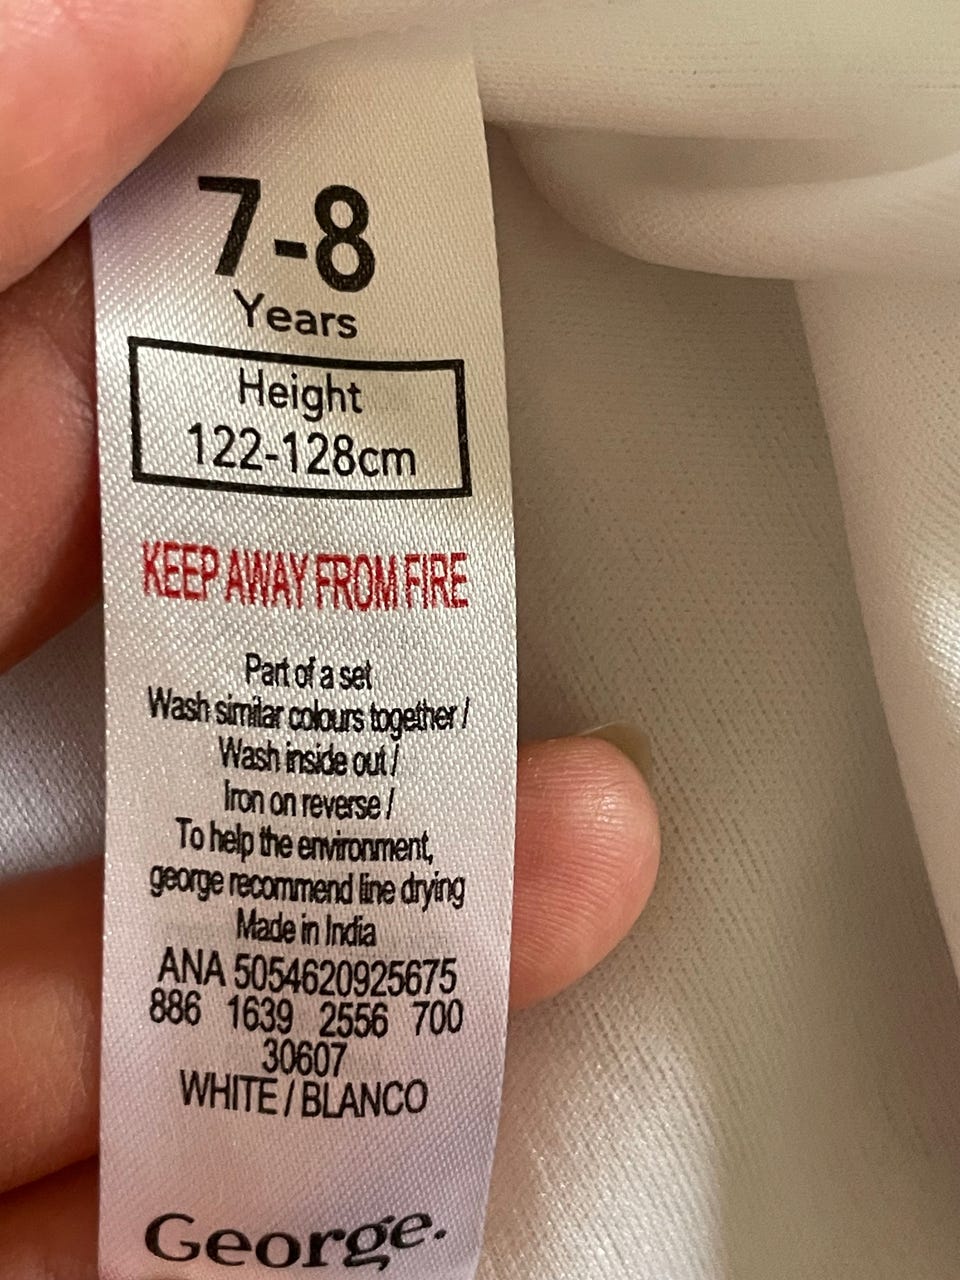 7-8
Years
Height
122-128cm
KEEP AWAY FROM FIRE
Part of a set
Wash similar colours together /
Wash inside out /
Iron on reverse /
To help the environment,
george recommend line drying
Made in India
ANA 5054620925675
886 1639 2556 700
30607
WHITE / BLANCO
George.